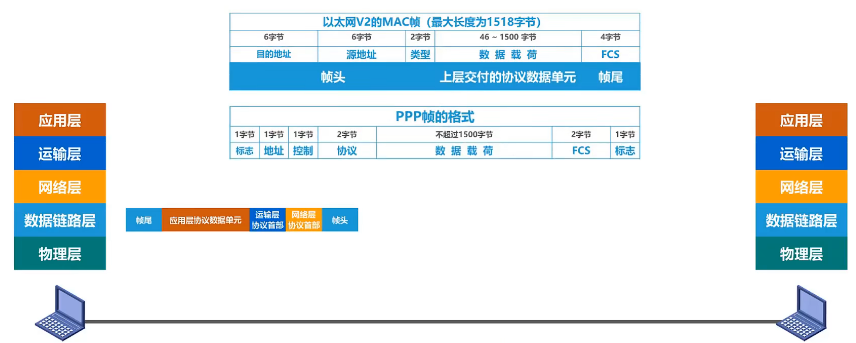 以太网V2的MAC帧（最大长度为1518字节）
6字节 6字节 2字节 46 ~ 1500 字节 4字节
目的地址 源地址 类型 数 据 载 荷 FCS
帧头 上层交付的协议数据单元 帧尾
PPP帧的格式
1字节 1字节 1字节 2字节 不超过1500字节 2字节 1字节
标志 地址 控制 协议 数 据 载 荷 FCS 标志
应用层
运输层
网络层
数据链路层
物理层
帧尾 应用层协议数据单元 运输层 网络层 帧头
协议首部 协议首部
应用层
运输层
网络层
数据链路层
物理层